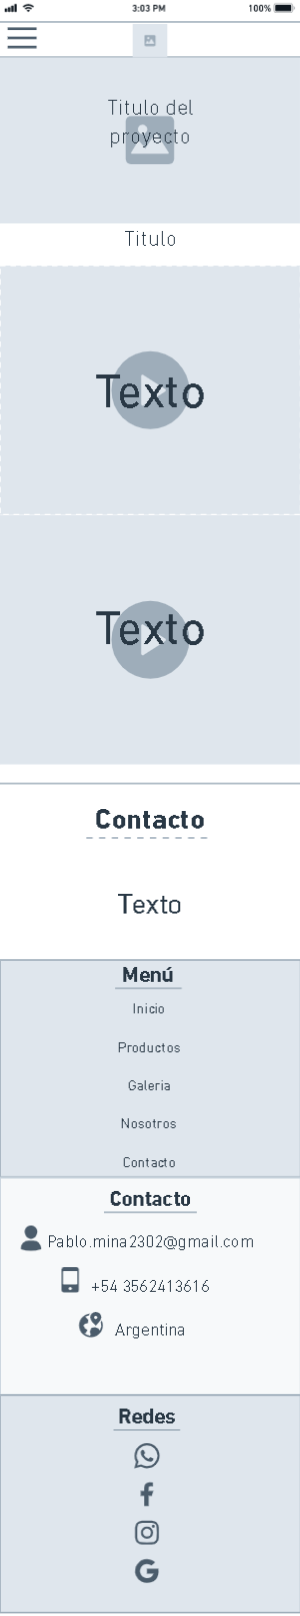 3:03 PM
100%
Titulo del
proyecto
Titulo
Texto
Texto
Contacto
Texto
Menú
Inicio
Productos
Galeria
Nosotros
Contacto
Contacto
Pablo.mina2302@gmail.com
+54 3562413616
Argentina
Redes